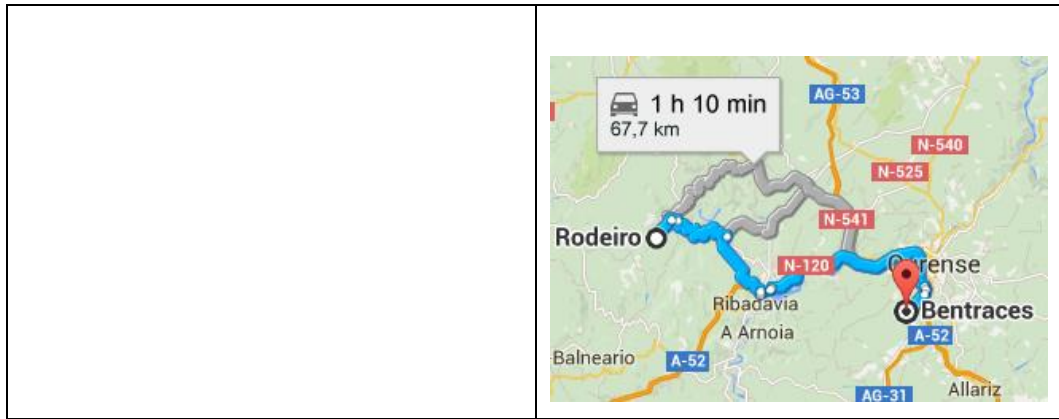 1 h 10 min
67,7 km
AG-53
N-540
N-525
N-541
Rodeiro
N-120
Ourense
Ribadavia
Bentraces
A Arnoia
A-52
Balneario
A-52
AG-31
Allariz